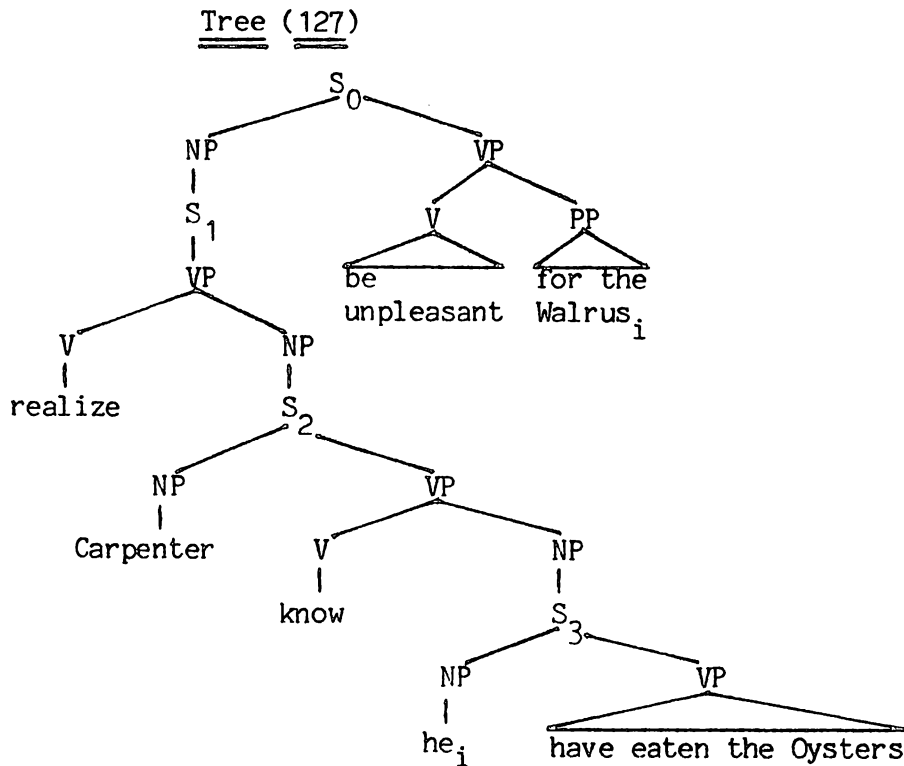 Tree (127)
S0
NP VP
S1 V PP
VP be for the
unpleasant Walrusi
V NP
realize S2
NP VP
Carpenter V NP
know S3
NP VP
hei have eaten the Oysters